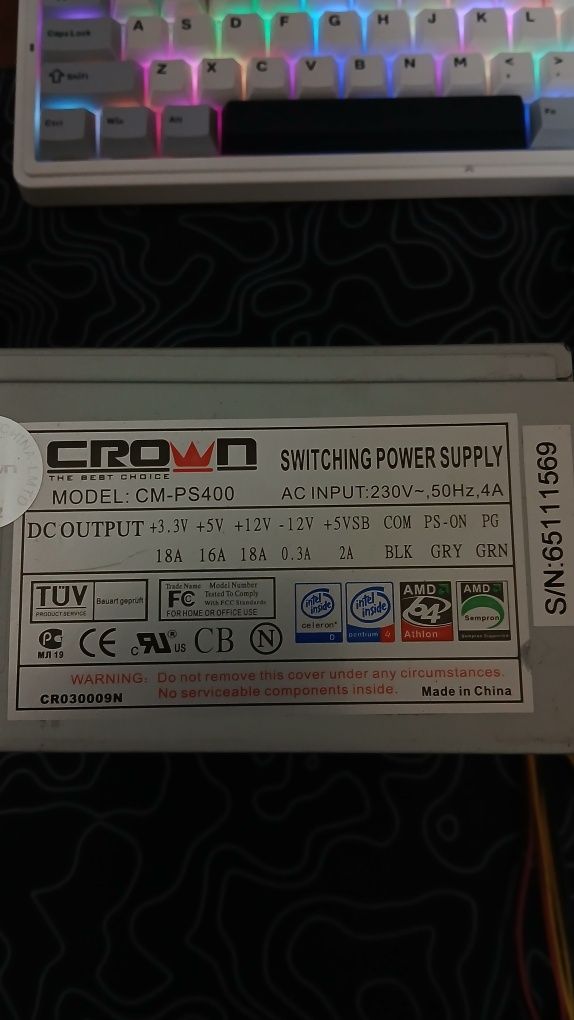 Caps Lock A S D F G H J K L
Shift Z X C V B N M < , > .
Ctrl Win Alt Fn
CROWN
THE BEST CHOICE
SWITCHING POWER SUPPLY
MODEL: CM-PS400
AC INPUT:230V~,50Hz,4A
DC OUTPUT +3.3V +5V +12V -12V +5VSB COM PS-ON PG
18A 16A 18A 0.3A 2A BLK GRY GRN
TÜV
PRODUCT SERVICE
Bauart geprüft
Trade Name Model Number
FC Tested To Comply
With FCC Standards
FOR HOME OR OFFICE USE
intel inside
celeron D
intel inside
pentium 4
AMD
64
Athlon
AMD
Sempron
МЛ 19
CE
c RU ® US
CB
N
WARNING: Do not remove this cover under any circumstances.
No serviceable components inside.
CR030009N
Made in China
S/N:65111569